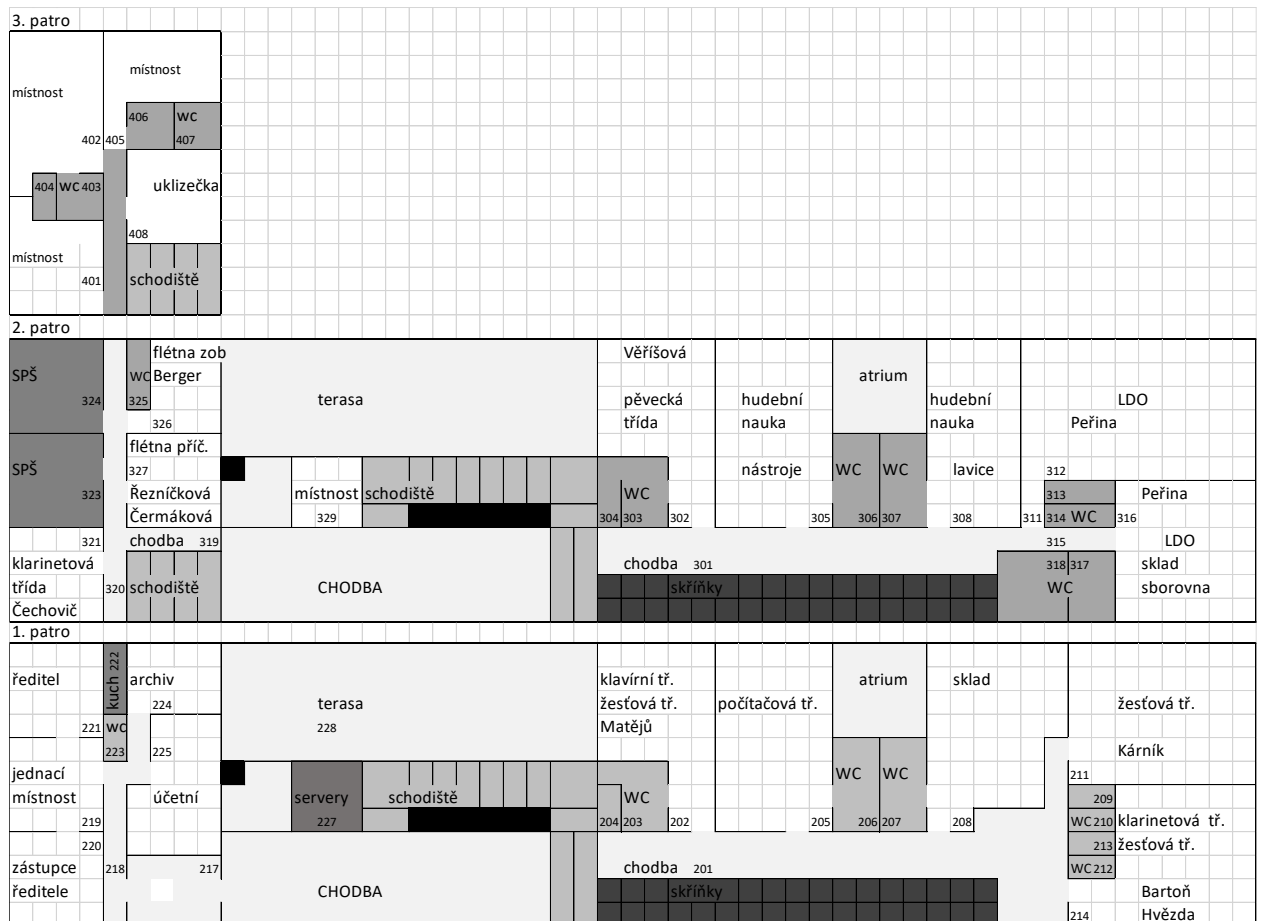 3. patro
místnost
místnost
406 WC
402 405 407
404 WC 403 uklizečka
408
místnost
401 schodiště
2. patro
flétna zob Věříšová
SPŠ WC Berger atrium
324 325 terasa pěvecká hudební hudební LDO
326 třída nauka nauka Peřina
flétna příč.
SPŠ 327 nástroje WC WC lavice 312
323 Řezníčková místnost schodiště WC 313 Peřina
Čermáková 329 304 303 302 305 306 307 308 311 314 WC 316
321 chodba 319 315 LDO
klarinetová chodba 301 318 317 sklad
třída 320 schodiště CHODBA skříňky WC sborovna
Čechovič
1. patro
ředitel kuch 222 archiv klavírní tř. atrium sklad
224 terasa žesťová tř. počítačová tř. žesťová tř.
221 WC 228 Matějů
223 225 Kárník
jednací WC WC 211
místnost účetní servery schodiště WC 209
219 227 204 203 202 205 206 207 208 WC 210 klarinetová tř.
220 213 žesťová tř.
zástupce 218 217 chodba 201 WC 212
ředitele CHODBA skříňky Bartoň
214 Hvězda